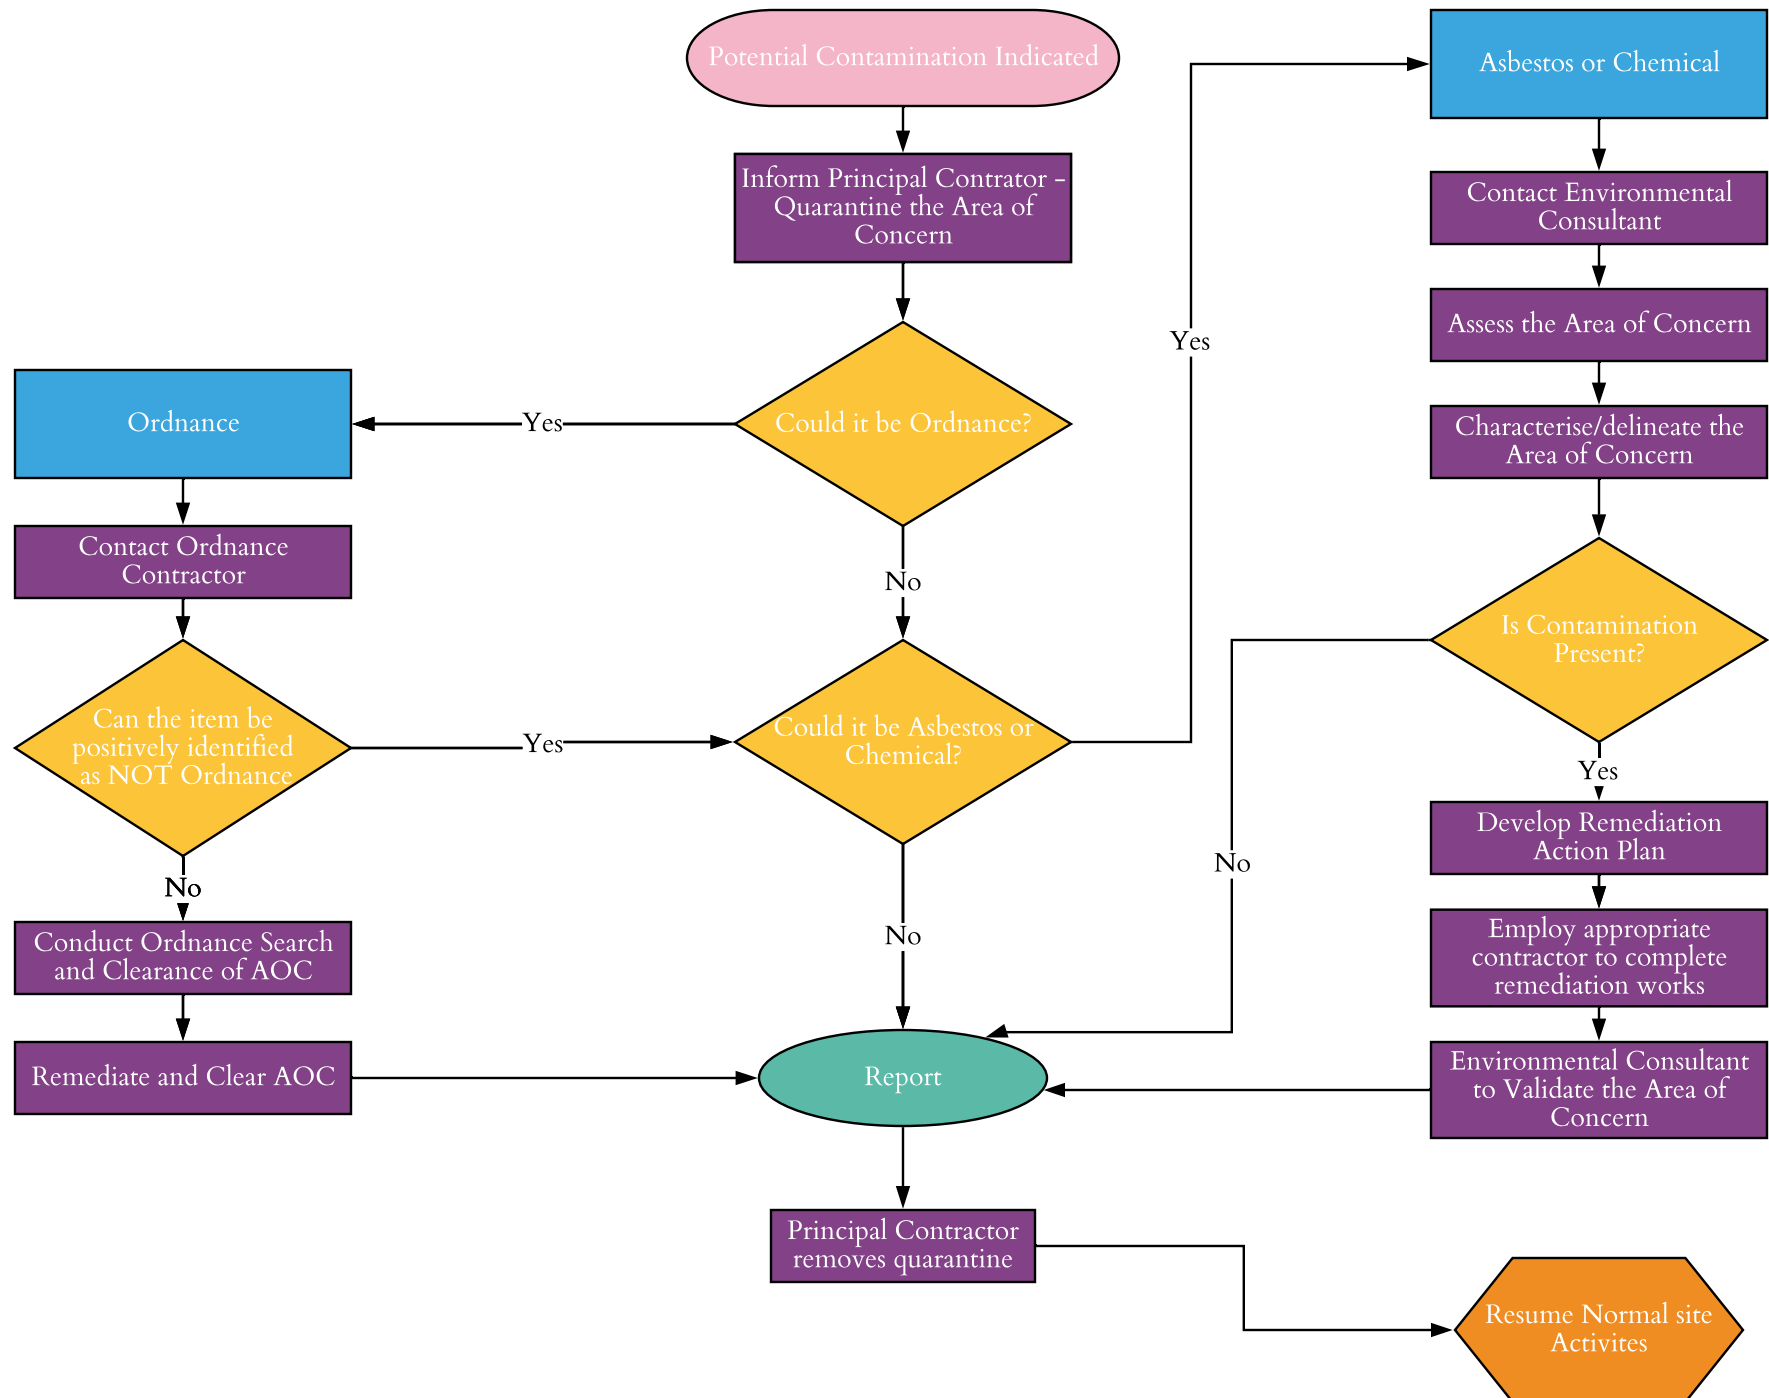 Potential Contamination Indicated
Inform Principal Contrator -
Quarantine the Area of
Concern
Could it be Ordnance?
Yes
No
Ordnance
Contact Ordnance
Contractor
Can the item be
positively identified
as NOT Ordnance
Yes
No
Conduct Ordnance Search
and Clearance of AOC
Remediate and Clear AOC
Could it be Asbestos or
Chemical?
Yes
No
Asbestos or Chemical
Contact Environmental
Consultant
Assess the Area of Concern
Characterise/delineate the
Area of Concern
Is Contamination
Present?
No
Yes
Develop Remediation
Action Plan
Employ appropriate
contractor to complete
remediation works
Environmental Consultant
to Validate the Area of
Concern
Report
Principal Contractor
removes quarantine
Resume Normal site
Activites